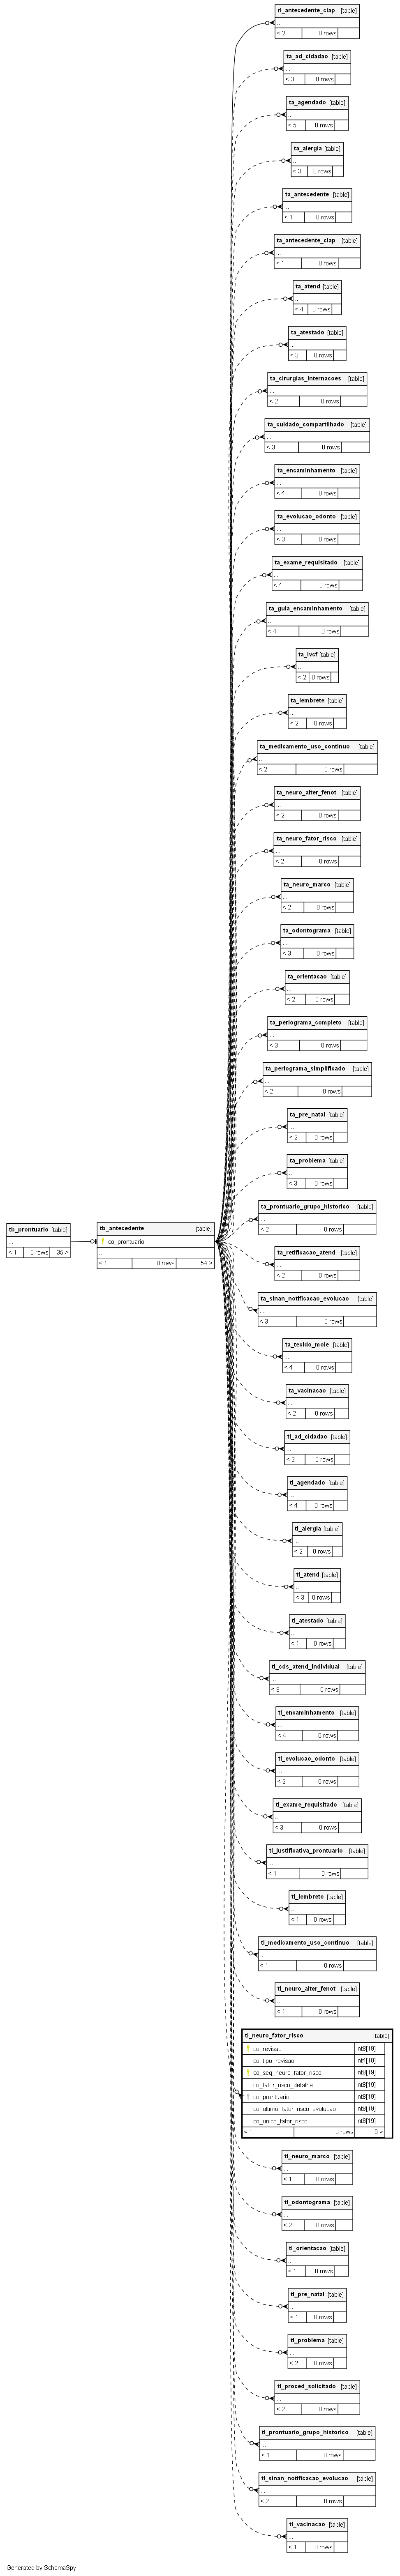 rl_antecedente_ciap [table]
...
< 2 0 rows
ta_ad_cidadao [table]
...
< 3 0 rows
ta_agendado [table]
...
< 5 0 rows
ta_alergia [table]
...
< 3 0 rows
ta_antecedente [table]
...
< 1 0 rows
ta_antecedente_ciap [table]
...
< 1 0 rows
ta_atend [table]
...
< 4 0 rows
ta_atestado [table]
...
< 3 0 rows
ta_cirurgias_internacoes [table]
...
< 2 0 rows
ta_cuidado_compartilhado [table]
...
< 3 0 rows
ta_encaminhamento [table]
...
< 4 0 rows
ta_evolucao_odonto [table]
...
< 3 0 rows
ta_exame_requisitado [table]
...
< 4 0 rows
ta_guia_encaminhamento [table]
...
< 4 0 rows
ta_ivcf [table]
...
< 2 0 rows
ta_lembrete [table]
...
< 2 0 rows
ta_medicamento_uso_continuo [table]
...
< 2 0 rows
ta_neuro_alter_fenot [table]
...
< 2 0 rows
ta_neuro_fator_risco [table]
...
< 2 0 rows
ta_neuro_marco [table]
...
< 2 0 rows
ta_odontograma [table]
...
< 3 0 rows
ta_orientacao [table]
...
< 2 0 rows
ta_periograma_completo [table]
...
< 3 0 rows
ta_periograma_simplificado [table]
...
< 2 0 rows
ta_pre_natal [table]
...
< 2 0 rows
ta_problema [table]
...
< 3 0 rows
ta_prontuario_grupo_historico [table]
...
< 2 0 rows
tb_prontuario [table]
...
< 1 0 rows 35 >
tb_antecedente [table]
co_prontuario
...
< 1 0 rows 54 >
ta_retificacao_atend [table]
...
< 2 0 rows
ta_sinan_notificacao_evolucao [table]
...
< 3 0 rows
ta_tecido_mole [table]
...
< 4 0 rows
ta_vacinacao [table]
...
< 2 0 rows
tl_ad_cidadao [table]
...
< 2 0 rows
tl_agendado [table]
...
< 4 0 rows
tl_alergia [table]
...
< 2 0 rows
tl_atend [table]
...
< 3 0 rows
tl_atestado [table]
...
< 1 0 rows
tl_cds_atend_individual [table]
...
< 8 0 rows
tl_encaminhamento [table]
...
< 4 0 rows
tl_evolucao_odonto [table]
...
< 2 0 rows
tl_exame_requisitado [table]
...
< 3 0 rows
tl_justificativa_prontuario [table]
...
< 1 0 rows
tl_lembrete [table]
...
< 1 0 rows
tl_medicamento_uso_continuo [table]
...
< 1 0 rows
tl_neuro_alter_fenot [table]
...
< 1 0 rows
tl_neuro_fator_risco [table]
co_revisao int8[19]
co_tipo_revisao int4[10]
co_seq_neuro_fator_risco int8[19]
co_fator_risco_detalhe int8[19]
co_prontuario int8[19]
co_ultimo_fator_risco_evolucao int8[19]
co_unico_fator_risco int8[19]
< 1 0 rows 0 >
tl_neuro_marco [table]
...
< 1 0 rows
tl_odontograma [table]
...
< 2 0 rows
tl_orientacao [table]
...
< 1 0 rows
tl_pre_natal [table]
...
< 1 0 rows
tl_problema [table]
...
< 2 0 rows
tl_proced_solicitado [table]
...
< 2 0 rows
tl_prontuario_grupo_historico [table]
...
< 1 0 rows
tl_sinan_notificacao_evolucao [table]
...
< 2 0 rows
tl_vacinacao [table]
...
< 1 0 rows
Generated by SchemaSpy